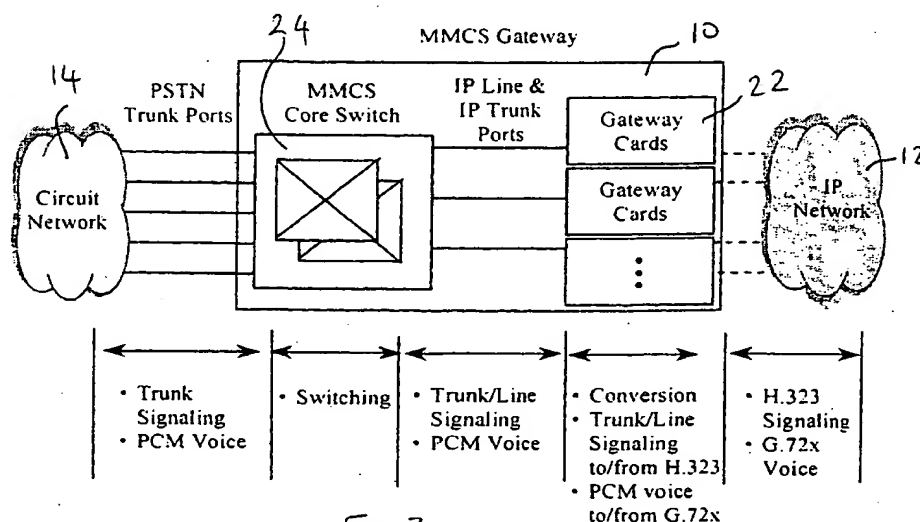 24
MMCS Gateway
10
14
PSTN
Trunk Ports
MMCS
Core Switch
IP Line &
IP Trunk
Ports
22
Gateway
Cards
12
Circuit
Network
Gateway
Cards
IP
Network
• Trunk
Signaling
• PCM Voice
• Switching
• Trunk/Line
Signaling
• PCM Voice
• Conversion
• Trunk/Line
Signaling
to/from H.323
• PCM voice
to/from G.72x
• H.323
Signaling
• G.72x
Voice